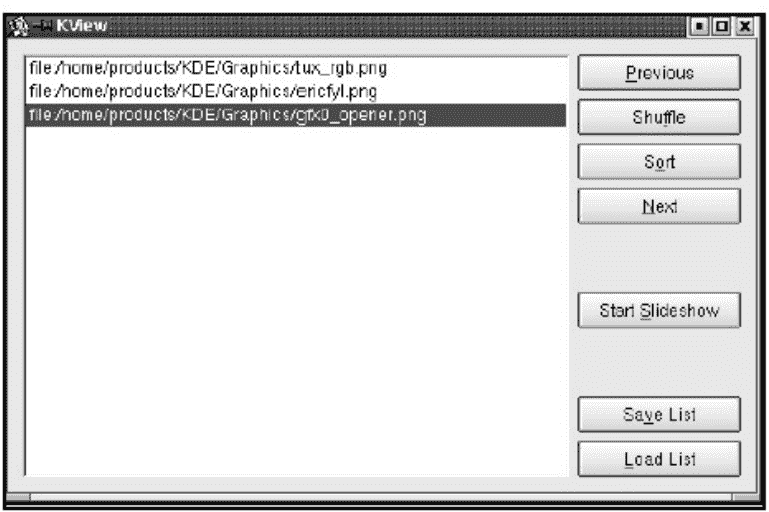 KView
file:/home/products/KDE/Graphics/tux_rgb.png
file:/home/products/KDE/Graphics/ericfyl.png
file:/home/products/KDE/Graphics/gfx0_opener.png
Previous
Shuffle
Sort
Next
Start Slideshow
Save List
Load List